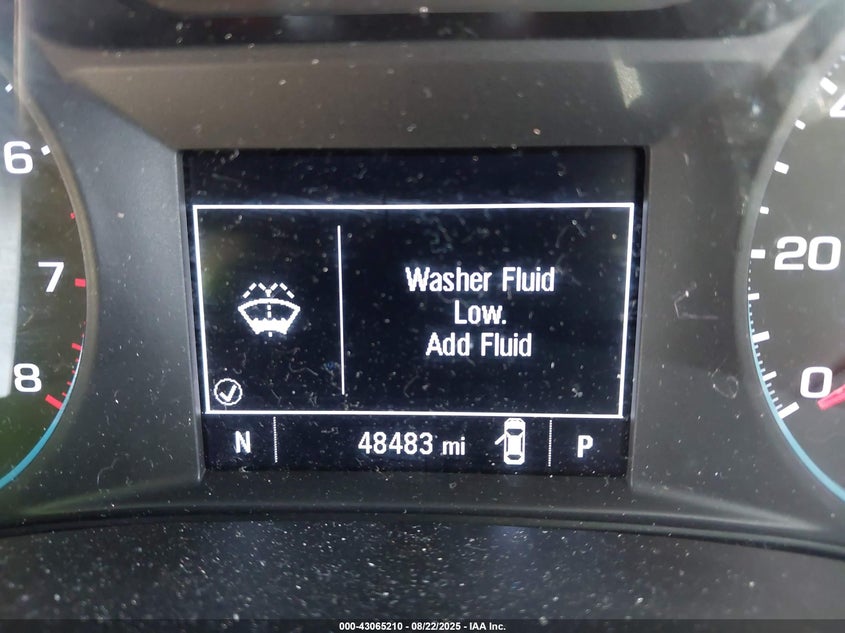 6
7
8
Washer Fluid
Low.
Add Fluid
N
48483 mi
P
20
0
000-43065210 - 08/22/2025 - IAA Inc.